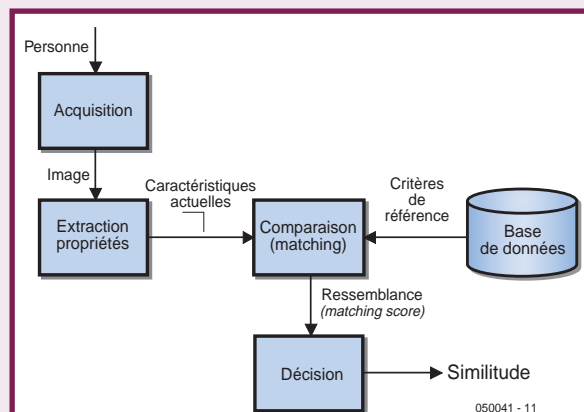 Personne
Acquisition
Image
Extraction
propriétés
Caractéristiques
actuelles
Comparaison
(matching)
Critères
de
référence
Base
de données
Ressemblance
(matching score)
Décision
Similitude
050041 - 11